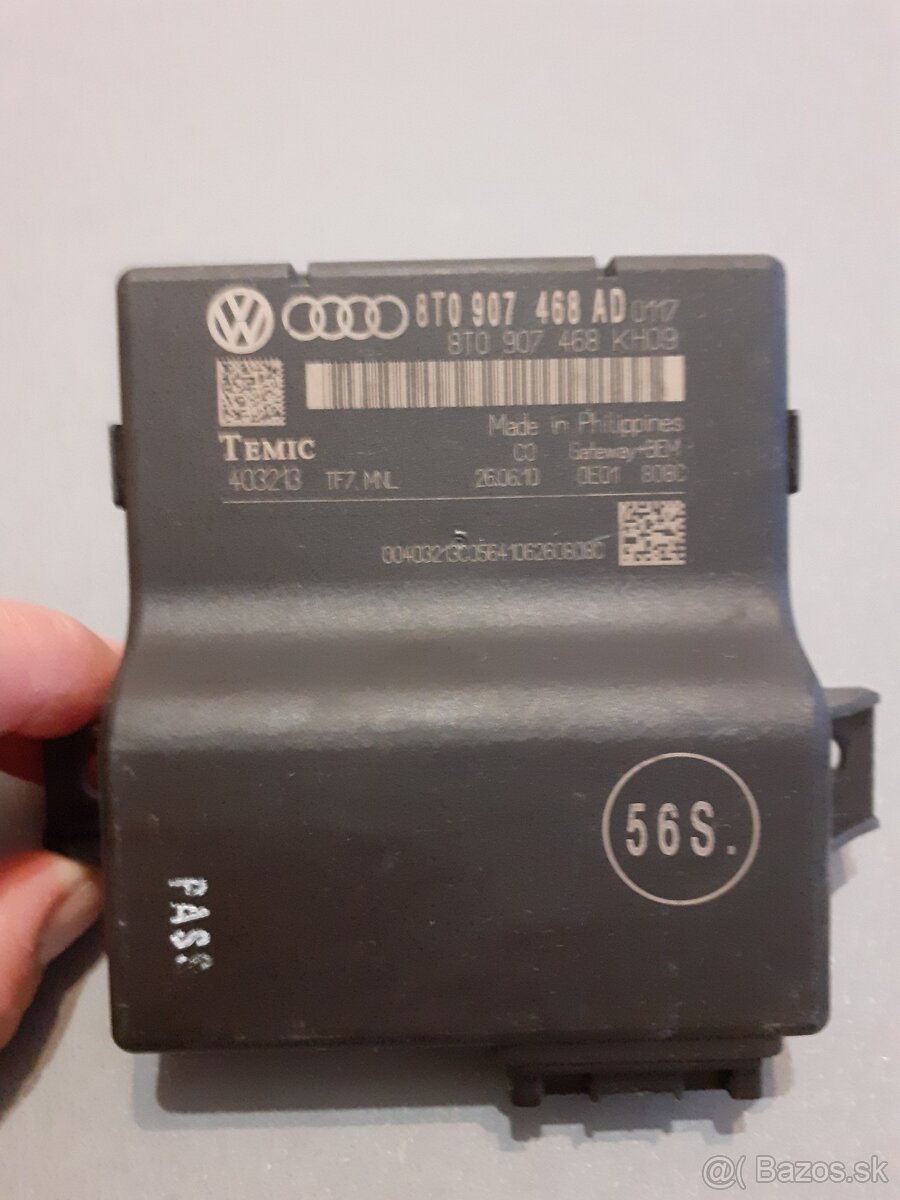 8T0 907 468 AD 0117
8T0 907 468 KH09
Made in Philippines
TEMIC
C0 Gateway+BEM
403213 TF7 MNL 26.06.10 0E01 808C
00403213C0564106260808C
56S.
PASS
@( Bazos.sk